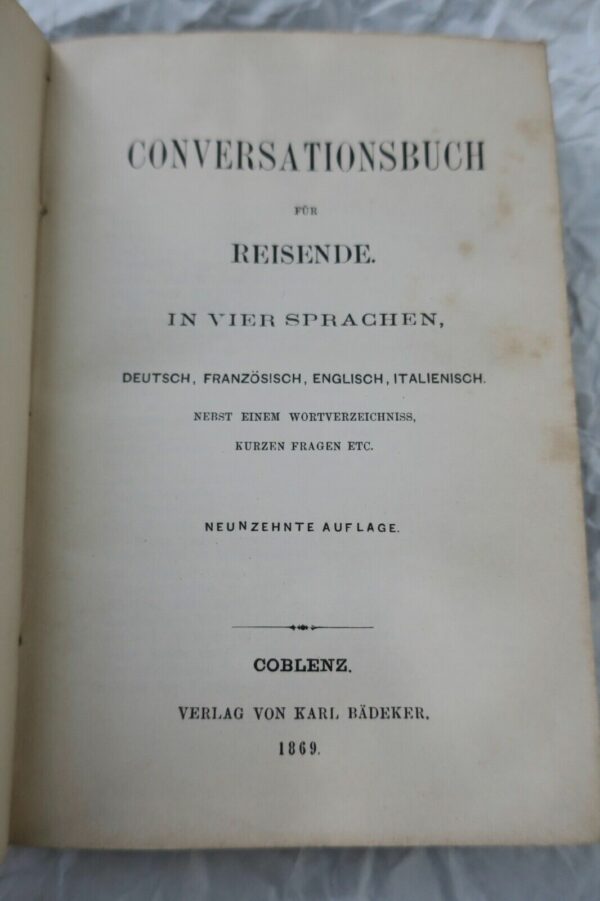 CONVERSATIONSBUCH
FÜR
REISENDE.
IN VIER SPRACHEN,
DEUTSCH, FRANZÖSISCH, ENGLISCH, ITALIENISCH.
NEBST EINEM WORTVERZEICHNISS,
KURZEN FRAGEN ETC.
NEUNZEHNTE AUFLAGE.
COBLENZ.
VERLAG VON KARL BÄDEKER.
1869.